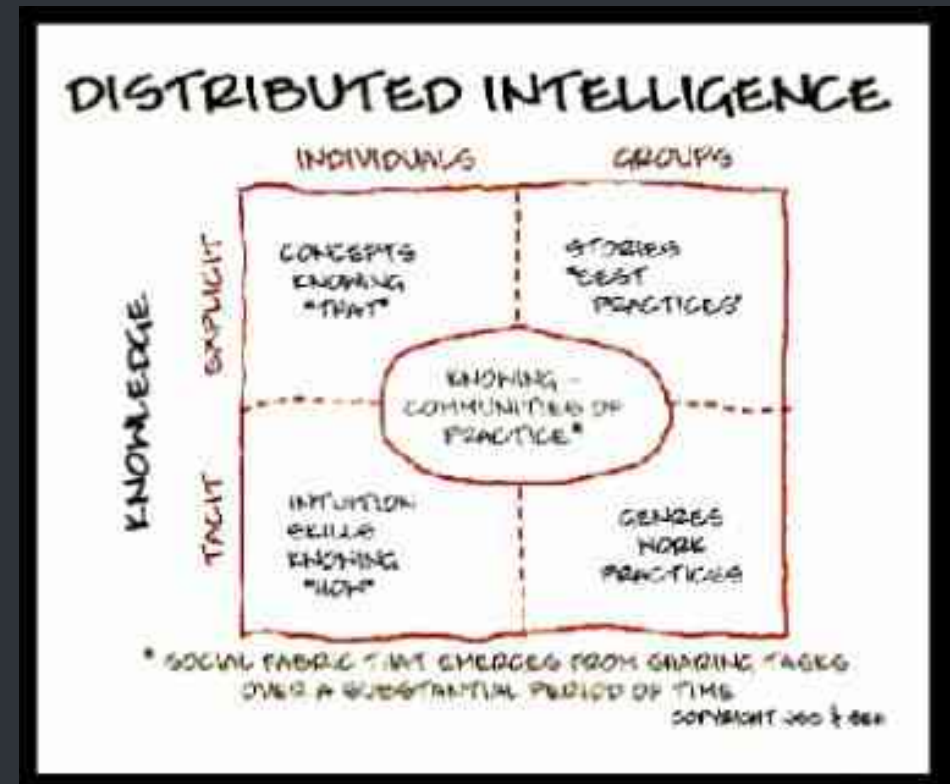 DISTRIBUTED INTELLIGENCE
INDIVIDUALS GROUPS
KNOWLEDGE
EXPLICIT
CONCEPTS
KNOWING
"THAT"
STORIES
"BEST
PRACTICES"
KNOWING –
COMMUNITIES OF
PRACTICE*
TACIT
INTUITION
SKILLS
KNOWING
"HOW"
GENRES
WORK
PRACTICES
* SOCIAL FABRIC THAT EMERGES FROM SHARING TASKS
OVER A SUBSTANTIAL PERIOD OF TIME
COPYRIGHT JSB &